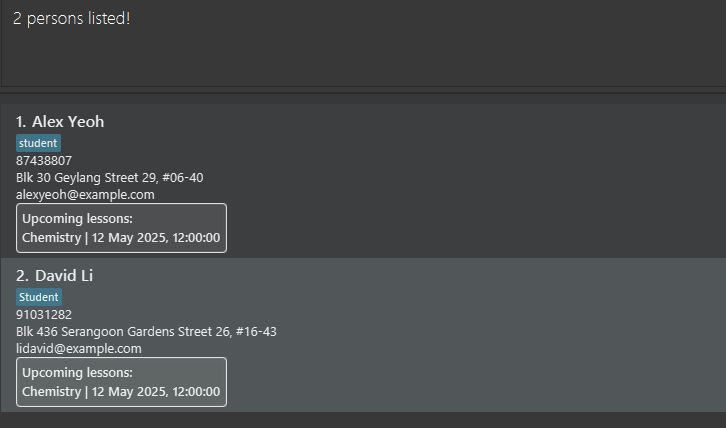 2 persons listed!
1. Alex Yeoh
student
87438807
Blk 30 Geylang Street 29, #06-40
alexyeoh@example.com
Upcoming lessons:
Chemistry | 12 May 2025, 12:00:00
2. David Li
Student
91031282
Blk 436 Serangoon Gardens Street 26, #16-43
lidavid@example.com
Upcoming lessons:
Chemistry | 12 May 2025, 12:00:00